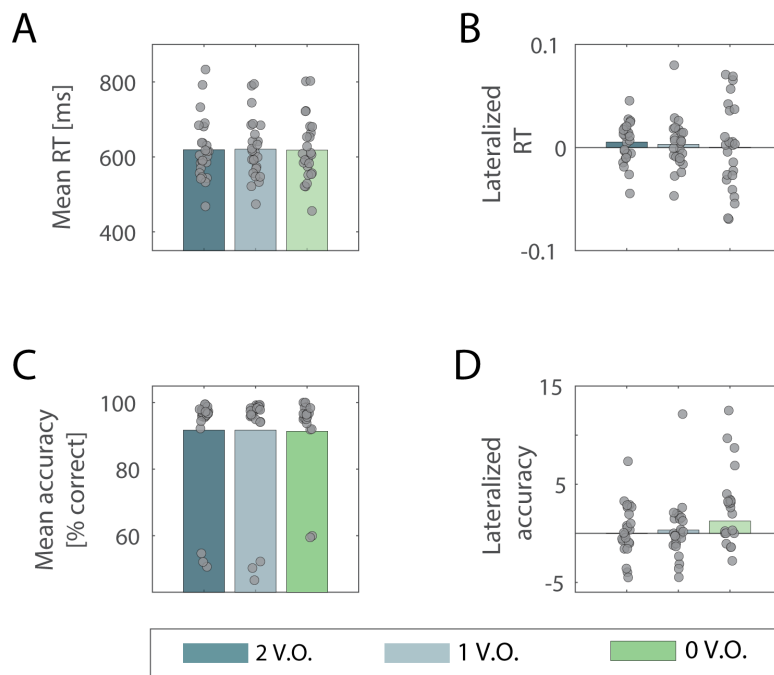 A
Mean RT [ms]
800
600
400
B
Lateralized
RT
0.1
0
-0.1
C
Mean accuracy
[% correct]
100
90
60
D
Lateralized
accuracy
15
5
-5
2 V.O.
1 V.O.
0 V.O.